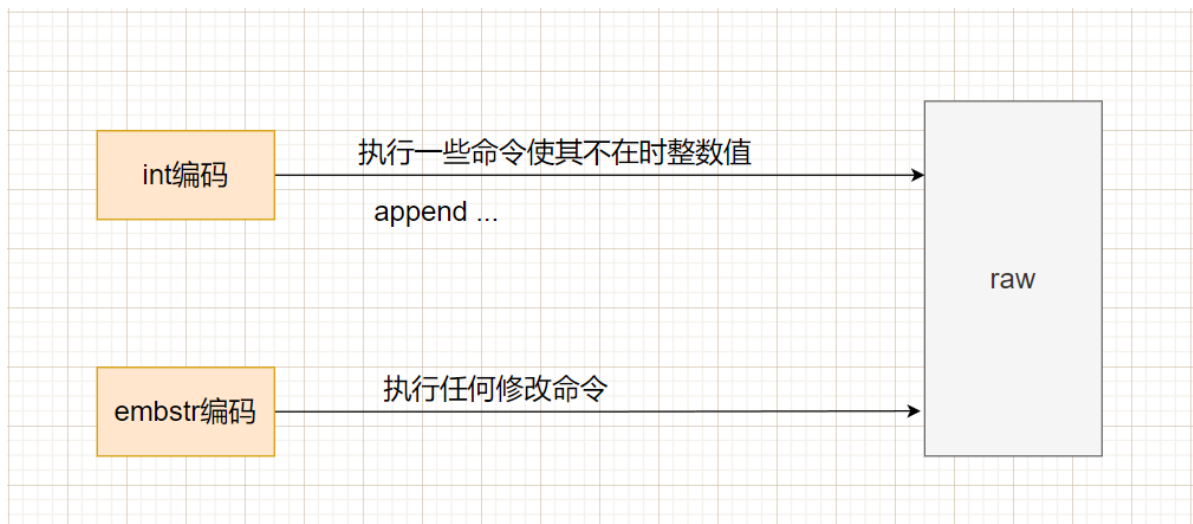 执行一些命令使其不在时整数值
int编码
append ...
raw
执行任何修改命令
embstr编码